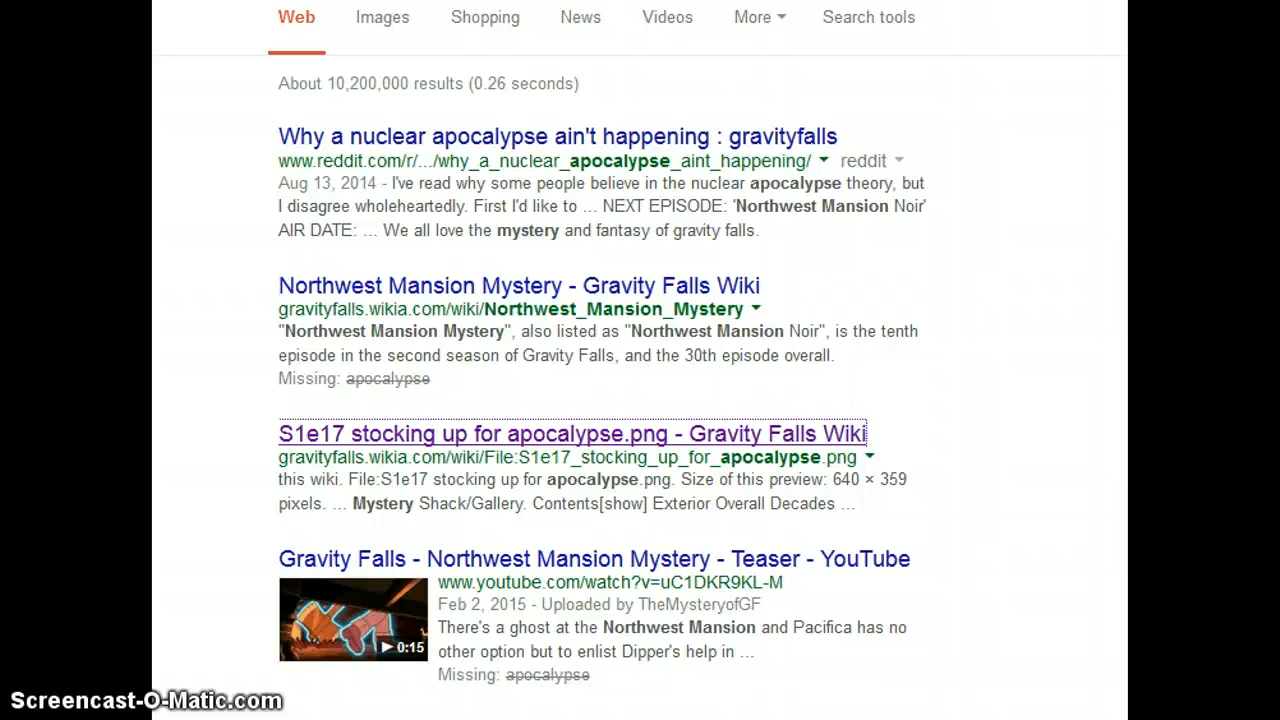 Web Images Shopping News Videos More Search tools
About 10,200,000 results (0.26 seconds)
Why a nuclear apocalypse ain't happening : gravityfalls
www.reddit.com/r/.../why_a_nuclear_apocalypse_aint_happening/ reddit
Aug 13, 2014 - I've read why some people believe in the nuclear apocalypse theory, but
I disagree wholeheartedly. First I'd like to ... NEXT EPISODE: 'Northwest Mansion Noir'
AIR DATE: ... We all love the mystery and fantasy of gravity falls.
Northwest Mansion Mystery - Gravity Falls Wiki
gravityfalls.wikia.com/wiki/Northwest_Mansion_Mystery
"Northwest Mansion Mystery", also listed as "Northwest Mansion Noir", is the tenth
episode in the second season of Gravity Falls, and the 30th episode overall.
Missing: apocalypse
S1e17 stocking up for apocalypse.png - Gravity Falls Wiki
gravityfalls.wikia.com/wiki/File:S1e17_stocking_up_for_apocalypse.png
this wiki. File:S1e17 stocking up for apocalypse.png. Size of this preview: 640 × 359
pixels. ... Mystery Shack/Gallery. Contents[show] Exterior Overall Decades ...
Gravity Falls - Northwest Mansion Mystery - Teaser - YouTube
www.youtube.com/watch?v=uC1DKR9KL-M
Feb 2, 2015 - Uploaded by TheMysteryofGF
There's a ghost at the Northwest Mansion and Pacifica has no
0:15
other option but to enlist Dipper's help in ...
Missing: apocalypse
Screencast-O-Matic.com